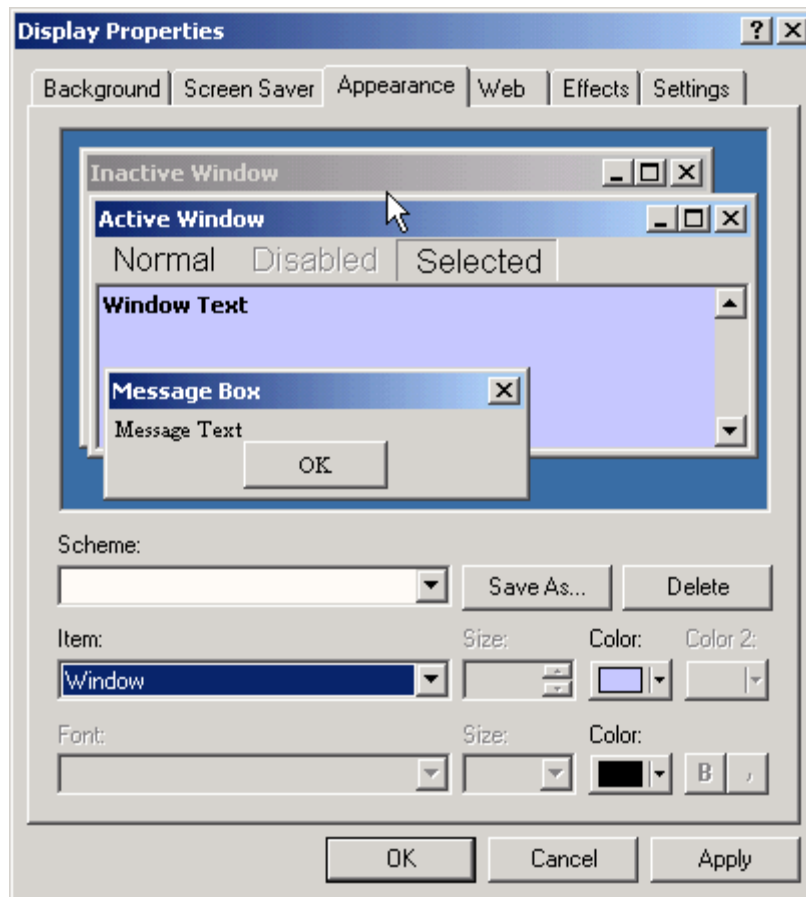 Display Properties
Background Screen Saver Appearance Web Effects Settings
Inactive Window
Active Window
Normal Disabled Selected
Window Text
Message Box
Message Text
OK
Scheme:
Save As... Delete
Item: Size: Color: Color 2:
Window
Font: Size: Color:
B ,
OK Cancel Apply